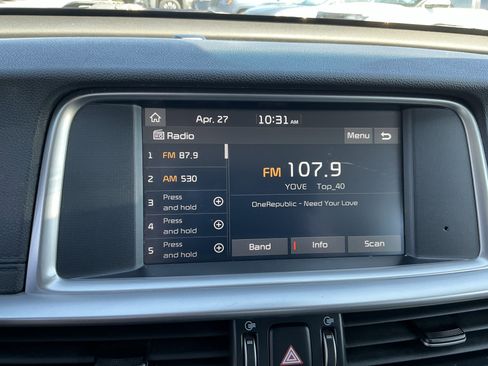 Apr. 27 10:31 AM
Radio Menu
1 FM 87.9
2 AM 530
3 Press and hold
4 Press and hold
5 Press and hold
FM 107.9
YOVE Top_40
OneRepublic - Need Your Love
Band Info Scan